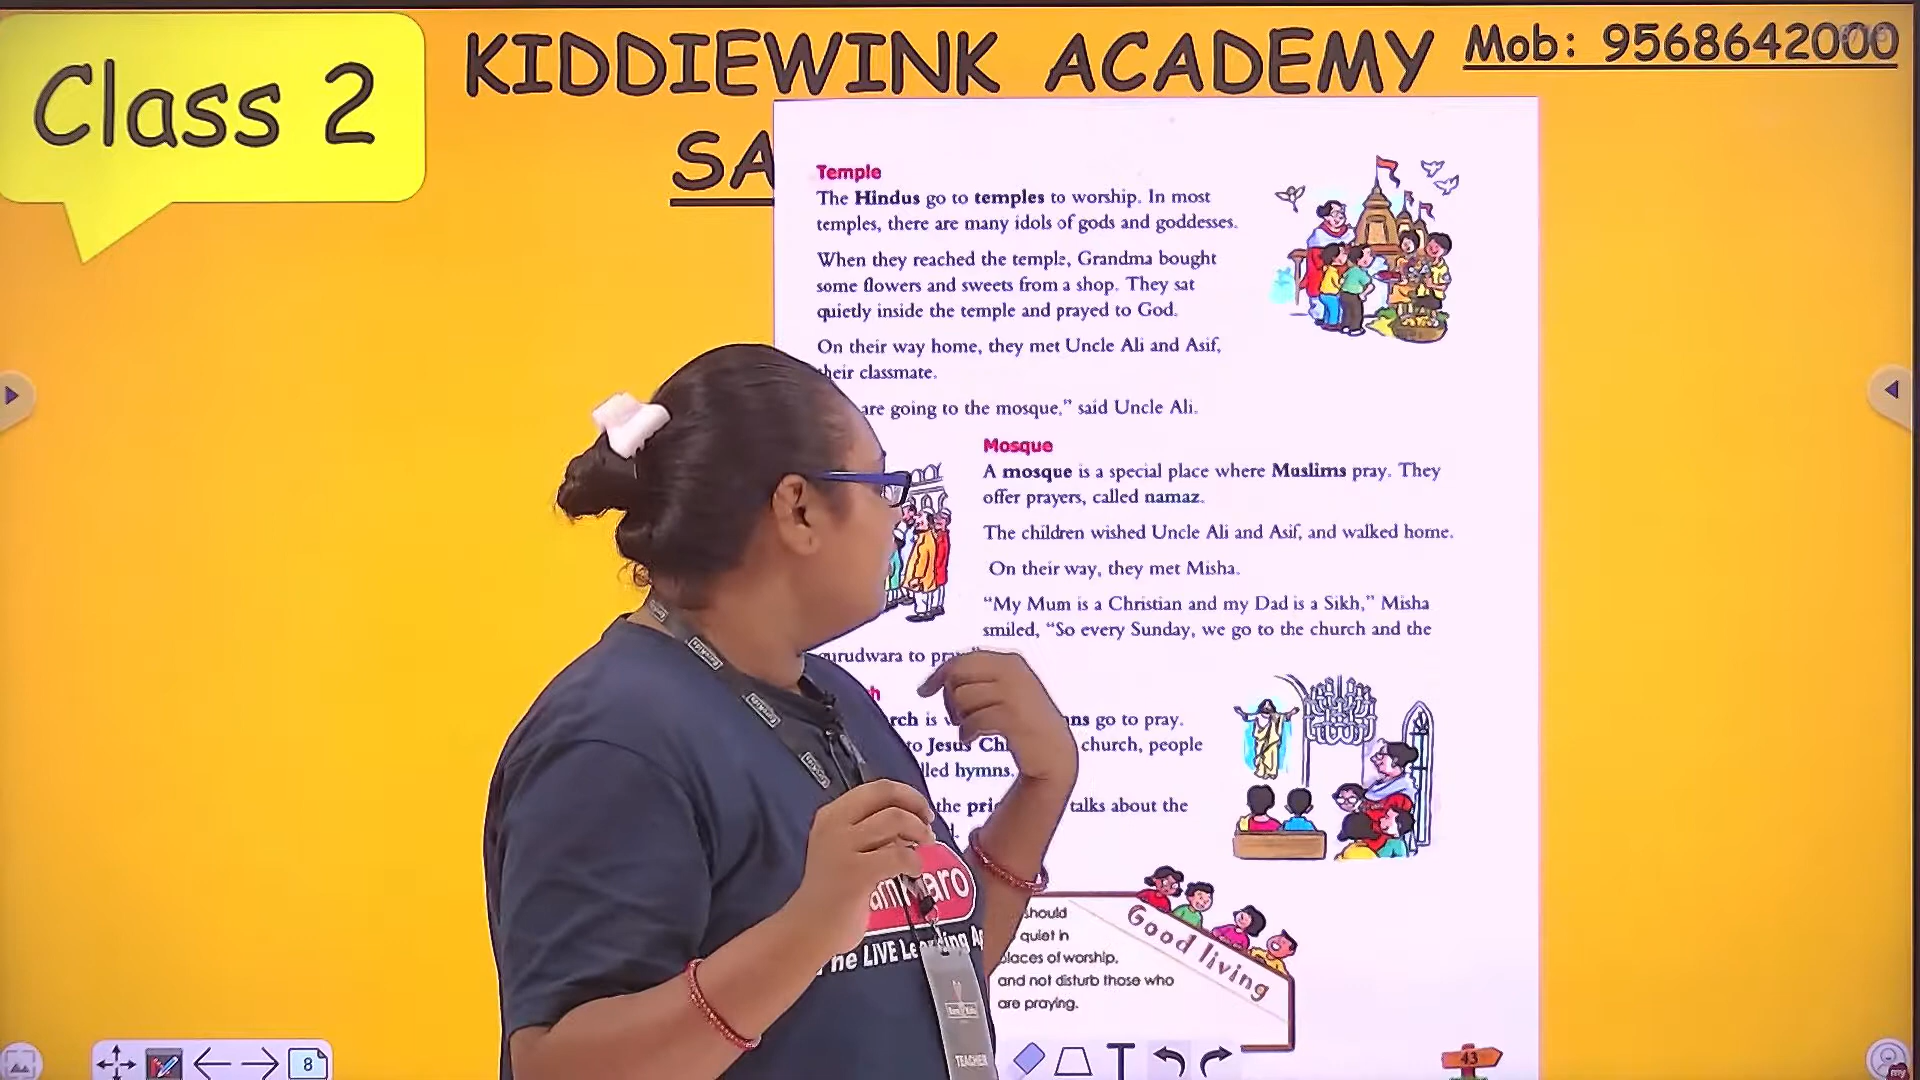 Class 2
KIDDIEWINK ACADEMY
Mob: 9568642000
SA
Temple
The Hindus go to temples to worship. In most
temples, there are many idols of gods and goddesses.
When they reached the temple, Grandma bought
some flowers and sweets from a shop. They sat
quietly inside the temple and prayed to God.
On their way home, they met Uncle Ali and Asif,
their classmate.
are going to the mosque,” said Uncle Ali.
Mosque
A mosque is a special place where Muslims pray. They
offer prayers, called namaz.
The children wished Uncle Ali and Asif, and walked home.
On their way, they met Misha.
“My Mum is a Christian and my Dad is a Sikh,” Misha
smiled, “So every Sunday, we go to the church and the
gurudwara to
is go to pray.
to Jesus church, people
hymns.
the talks about the
should
quiet in
places of worship,
and not disturb those who
are praying.
Good living
The LIVE Learning
TEACHER
43
8
T
my